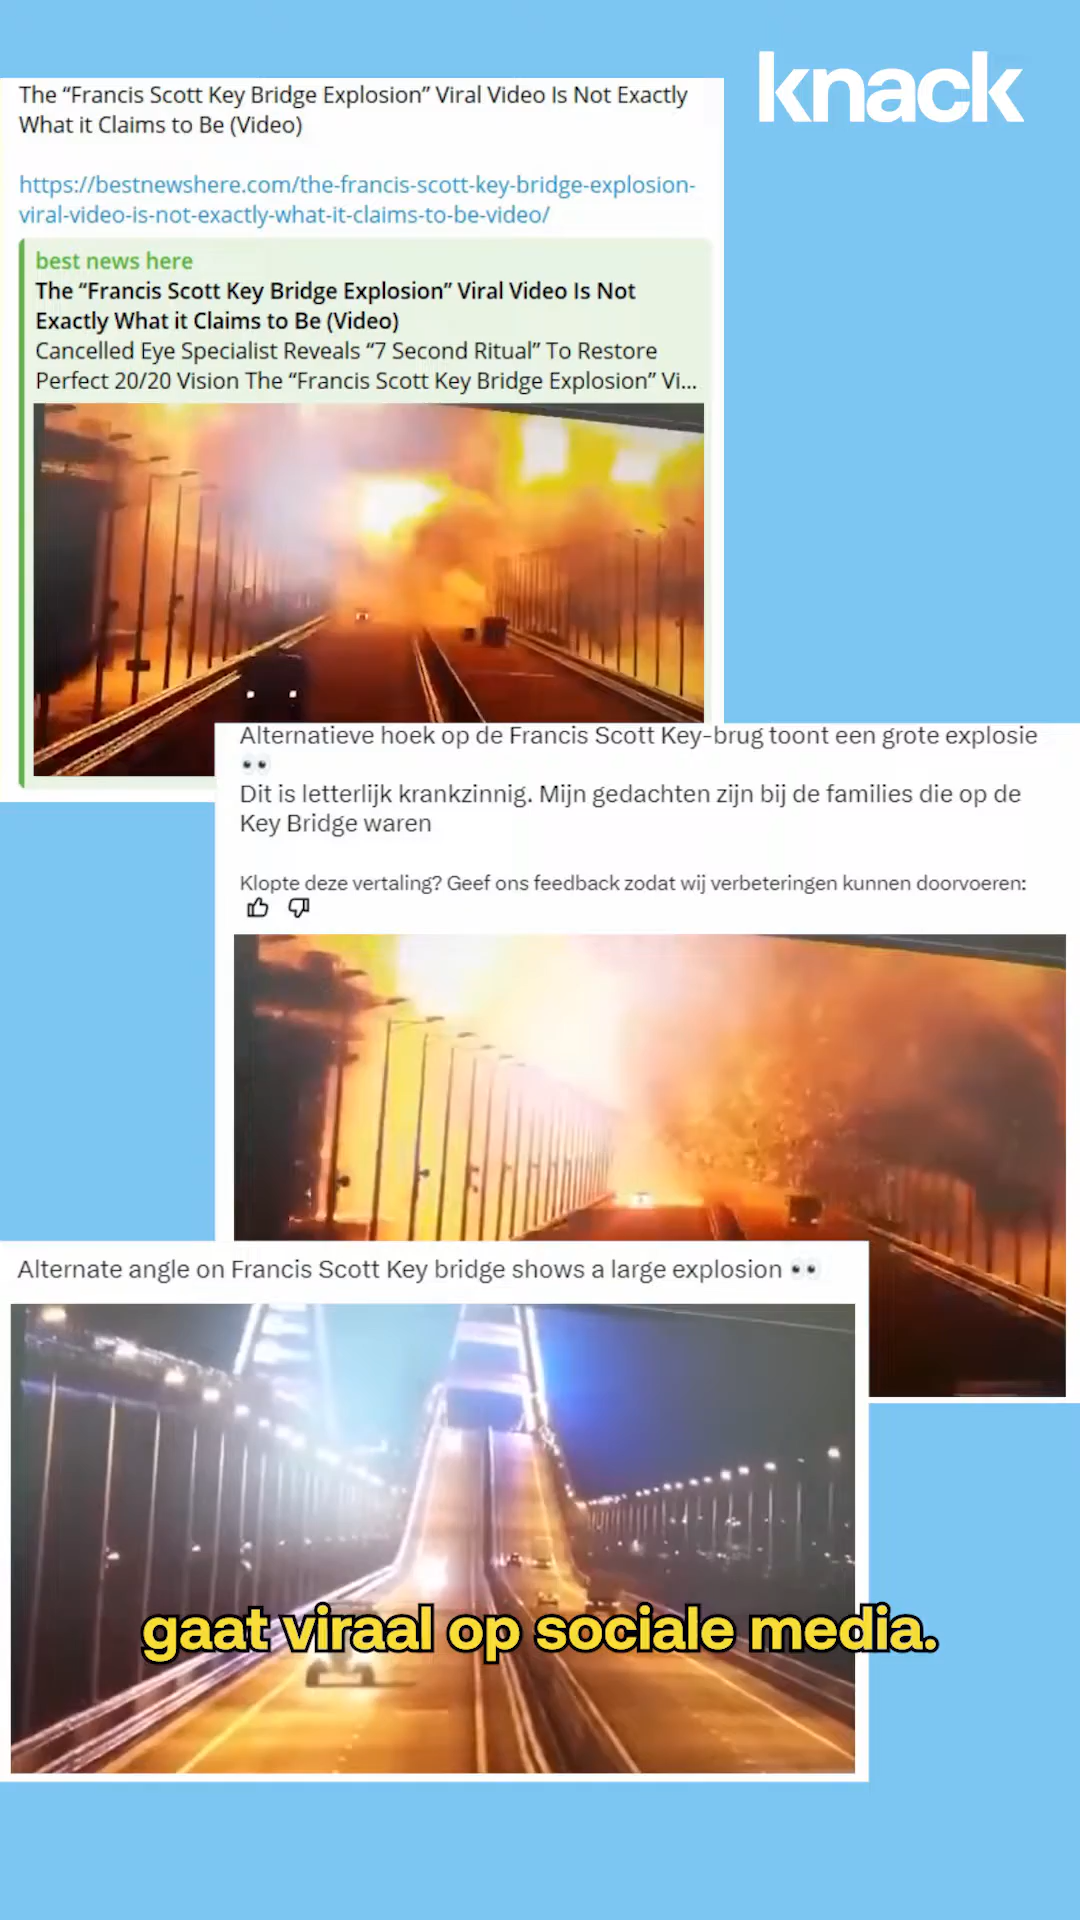 knack
The “Francis Scott Key Bridge Explosion” Viral Video Is Not Exactly
What it Claims to Be (Video)
https://bestnewshere.com/the-francis-scott-key-bridge-explosion-
viral-video-is-not-exactly-what-it-claims-to-be-video/
best news here
The “Francis Scott Key Bridge Explosion” Viral Video Is Not
Exactly What it Claims to Be (Video)
Cancelled Eye Specialist Reveals “7 Second Ritual” To Restore
Perfect 20/20 Vision The “Francis Scott Key Bridge Explosion” Vi...
Alternatieve hoek op de Francis Scott Key-brug toont een grote explosie
👀
Dit is letterlijk krankzinnig. Mijn gedachten zijn bij de families die op de
Key Bridge waren
Klopte deze vertaling? Geef ons feedback zodat wij verbeteringen kunnen doorvoeren:
Alternate angle on Francis Scott Key bridge shows a large explosion 👀
gaat viraal op sociale media.